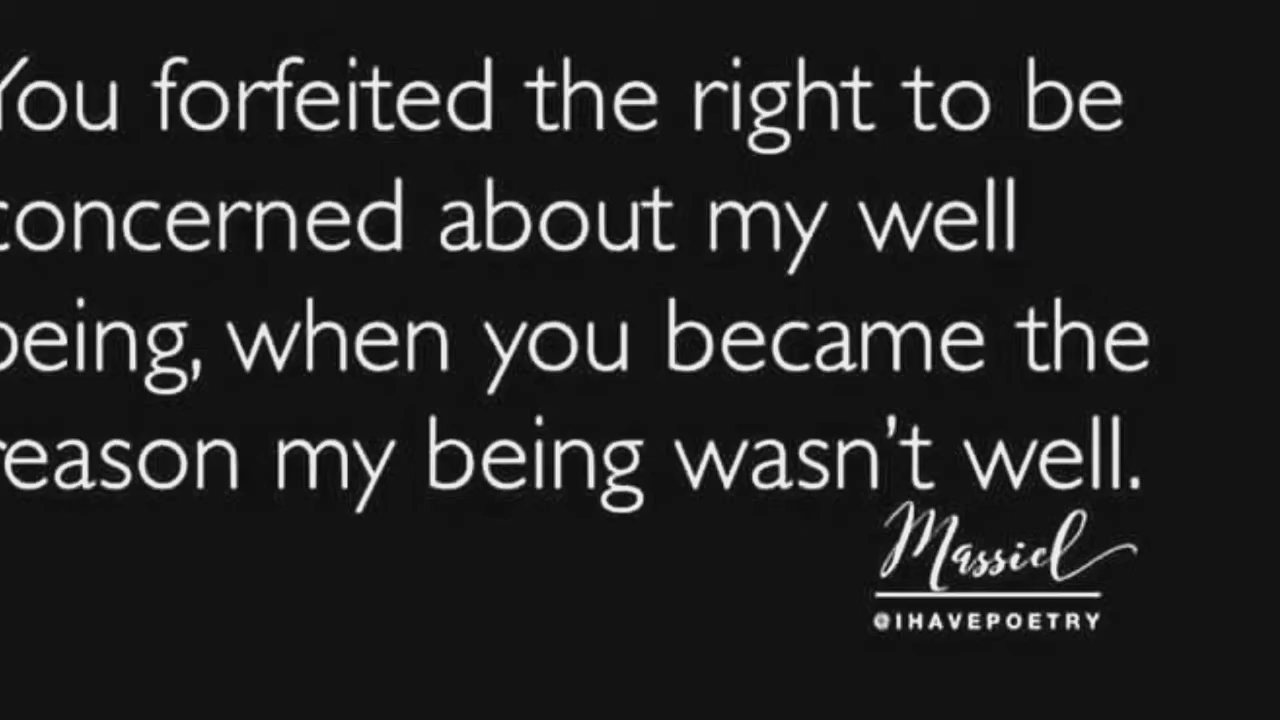 You forfeited the right to be
concerned about my well
being, when you became the
reason my being wasn't well.
Massiel
@IHAVEPOETRY